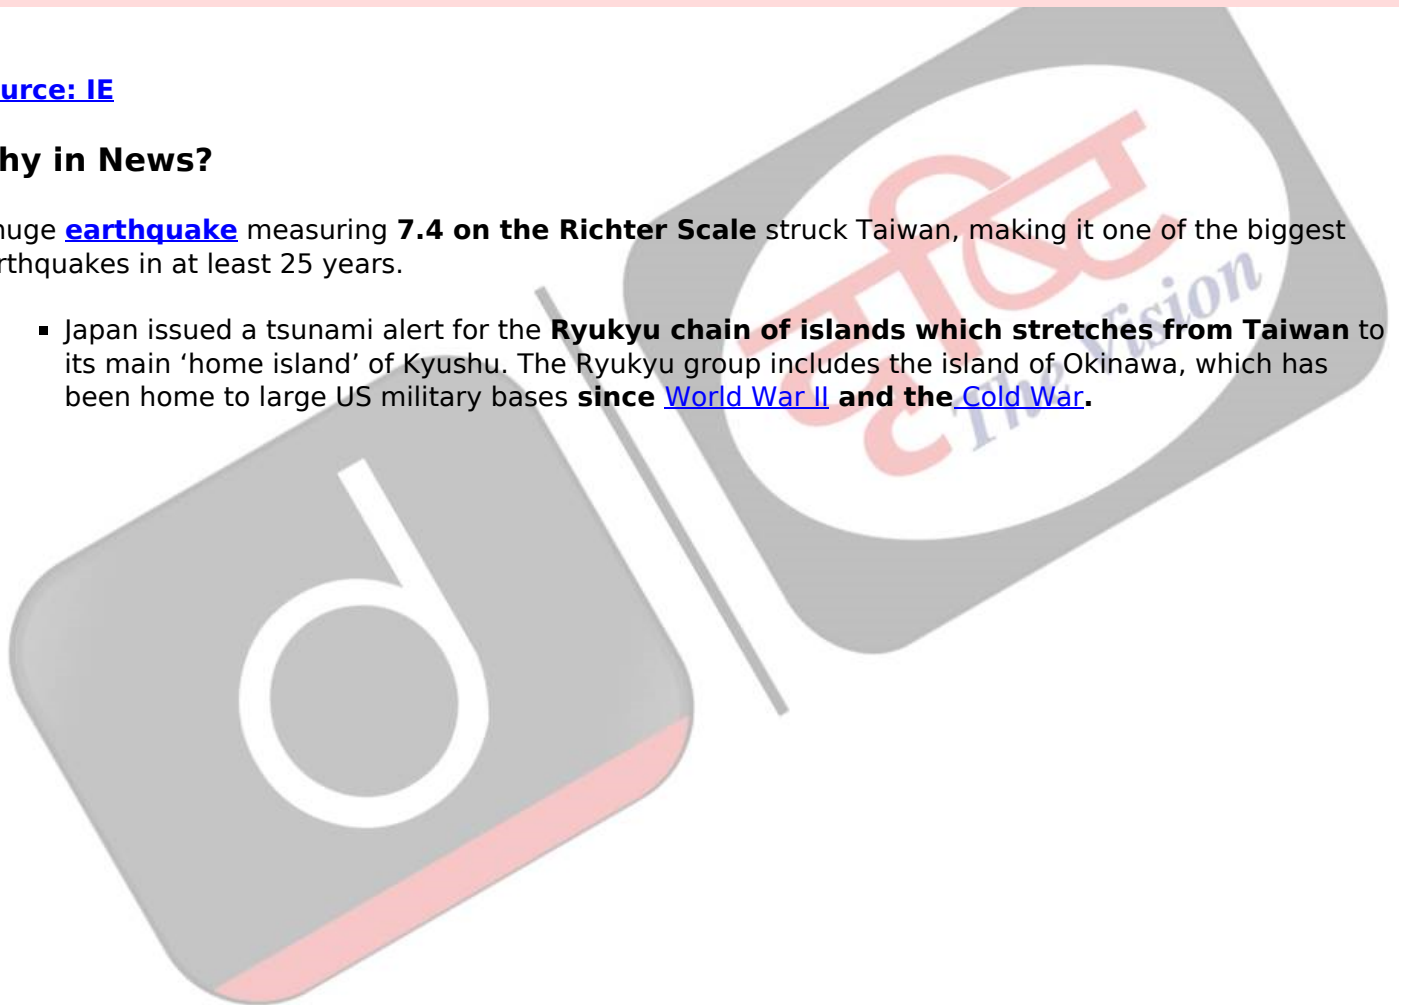 urce: IE
hy in News?
huge earthquake measuring 7.4 on the Richter Scale struck Taiwan, making it one of the biggest
rthquakes in at least 25 years.
▪ Japan issued a tsunami alert for the Ryukyu chain of islands which stretches from Taiwan to
its main ‘home island’ of Kyushu. The Ryukyu group includes the island of Okinawa, which has
been home to large US military bases since World War II and the Cold War.
दृष्टि
The Vision
d